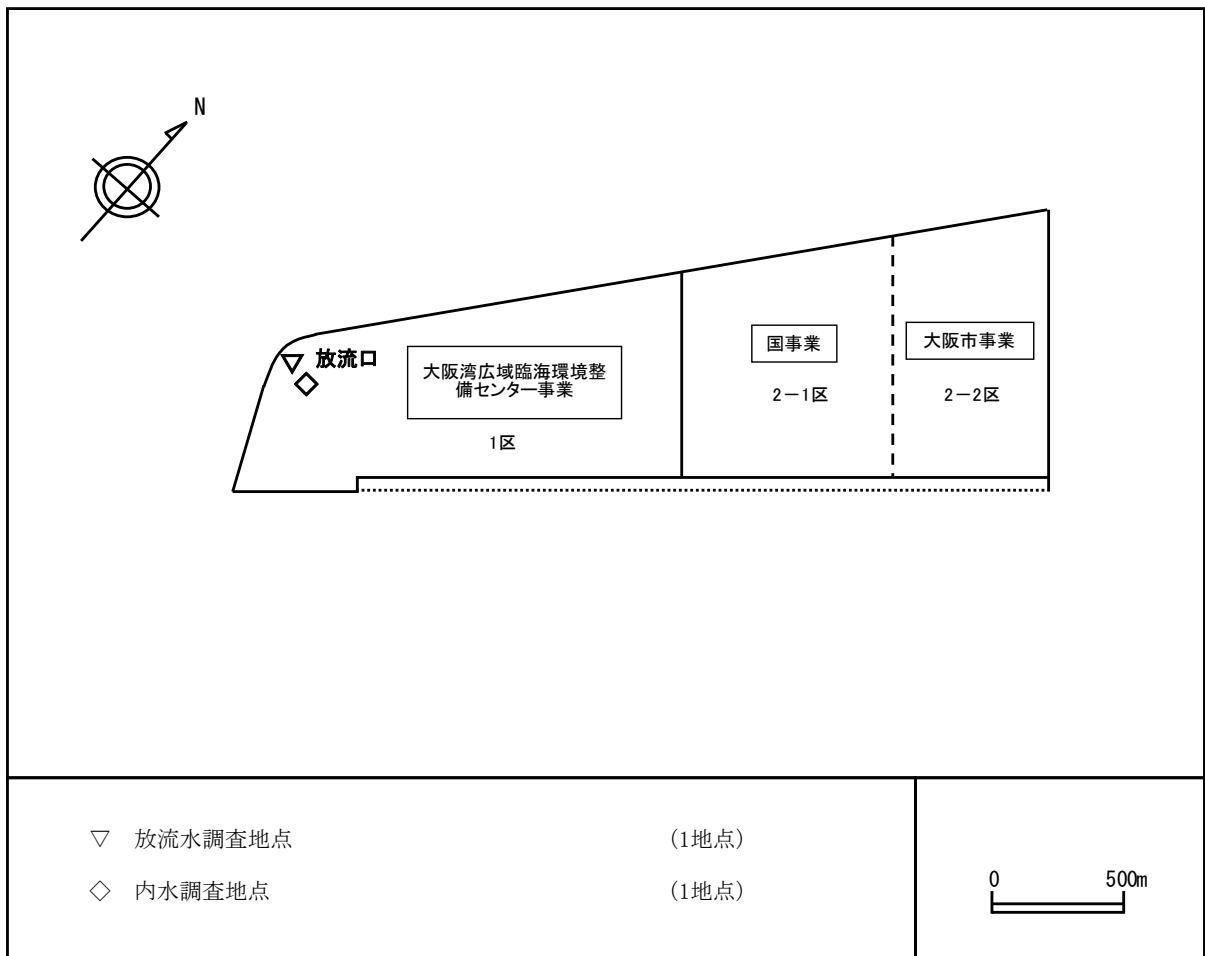 N
放流口
大阪湾広域臨海環境整
備センター事業
1区
国事業
2－1区
大阪市事業
2－2区
▽ 放流水調査地点 (1地点)
◇ 内水調査地点 (1地点)
0 500m